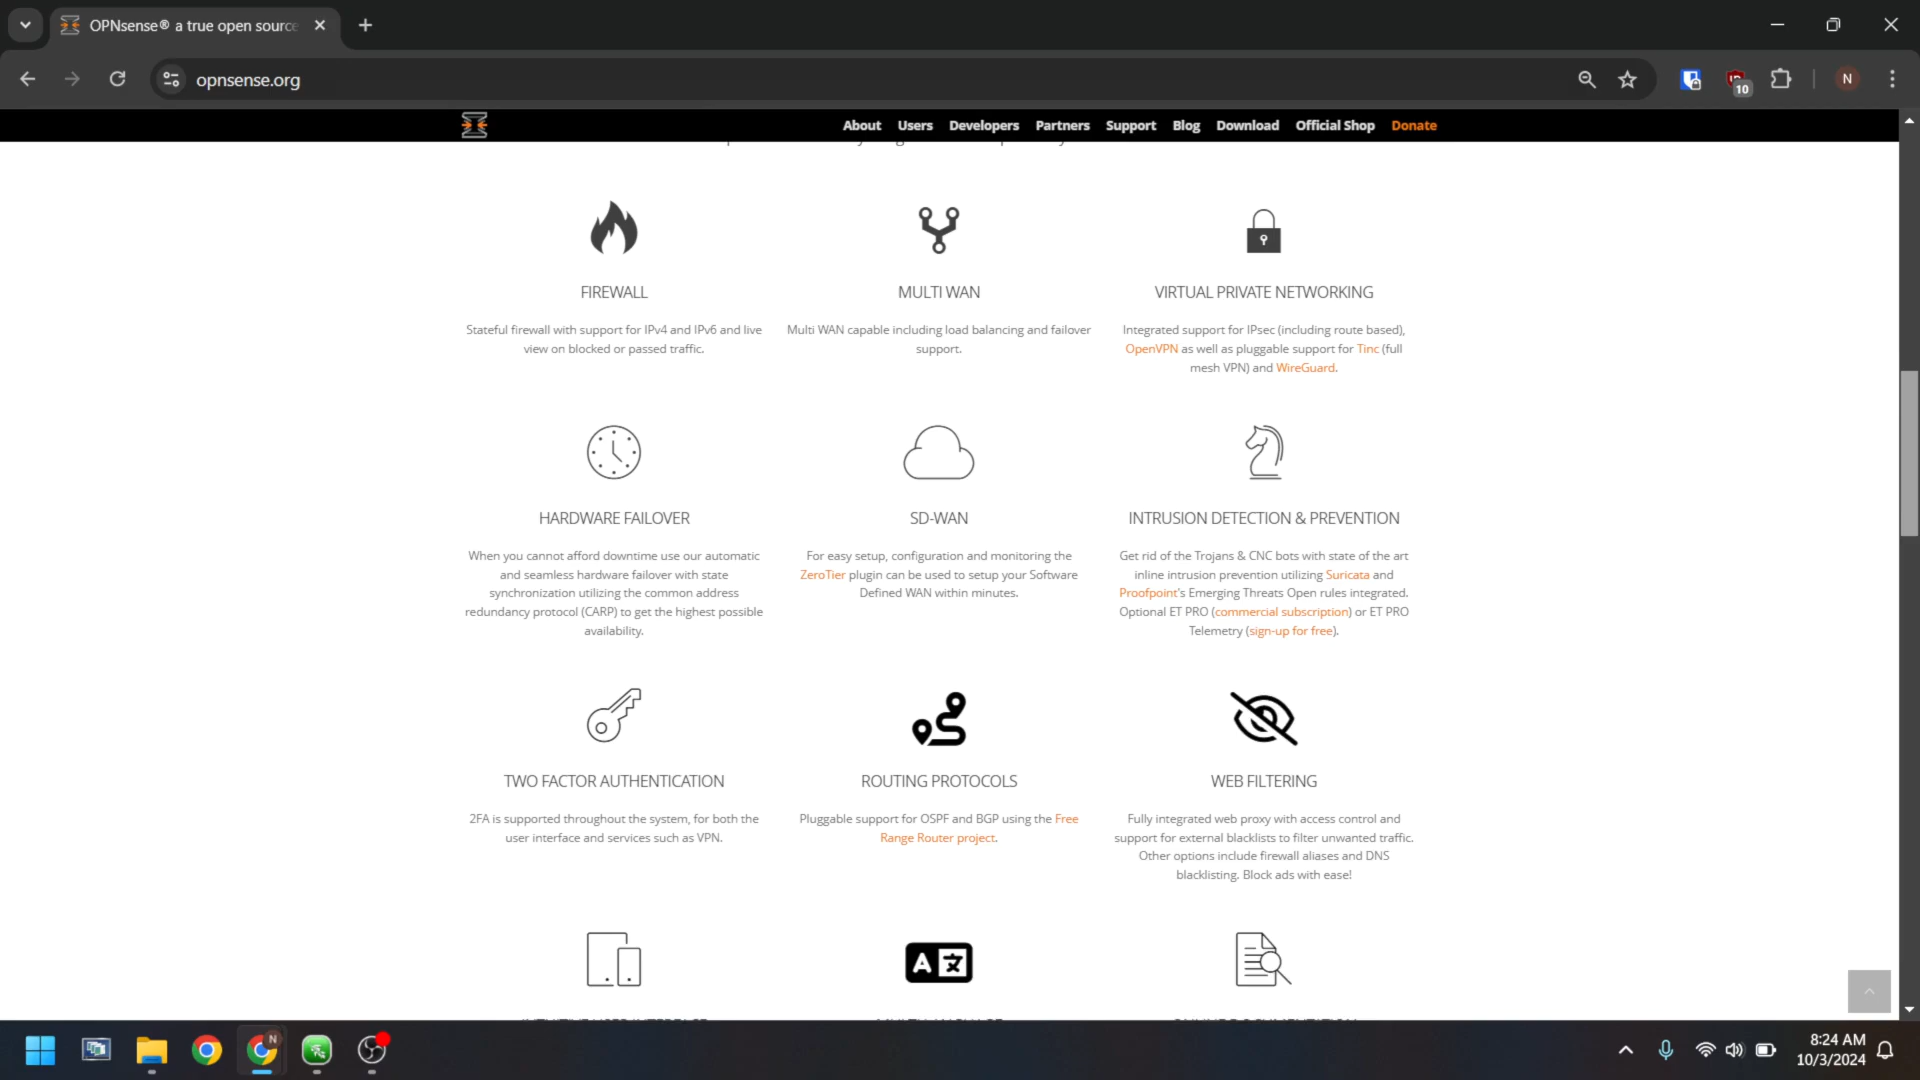 OPNsense® a true open source
opnsense.org
10
N
About Users Developers Partners Support Blog Download Official Shop Donate
FIREWALL
Stateful firewall with support for IPv4 and IPv6 and live
view on blocked or passed traffic.
MULTI WAN
Multi WAN capable including load balancing and failover
support.
VIRTUAL PRIVATE NETWORKING
Integrated support for IPsec (including route based),
OpenVPN as well as pluggable support for Tinc (full
mesh VPN) and WireGuard.
HARDWARE FAILOVER
When you cannot afford downtime use our automatic
and seamless hardware failover with state
synchronization utilizing the common address
redundancy protocol (CARP) to get the highest possible
availability.
SD-WAN
For easy setup, configuration and monitoring the
ZeroTier plugin can be used to setup your Software
Defined WAN within minutes.
INTRUSION DETECTION & PREVENTION
Get rid of the Trojans & CNC bots with state of the art
inline intrusion prevention utilizing Suricata and
Proofpoint's Emerging Threats Open rules integrated.
Optional ET PRO (commercial subscription) or ET PRO
Telemetry (sign-up for free).
TWO FACTOR AUTHENTICATION
2FA is supported throughout the system, for both the
user interface and services such as VPN.
ROUTING PROTOCOLS
Pluggable support for OSPF and BGP using the Free
Range Router project.
WEB FILTERING
Fully integrated web proxy with access control and
support for external blacklists to filter unwanted traffic.
Other options include firewall aliases and DNS
blacklisting. Block ads with ease!
A 文
N
8:24 AM
10/3/2024